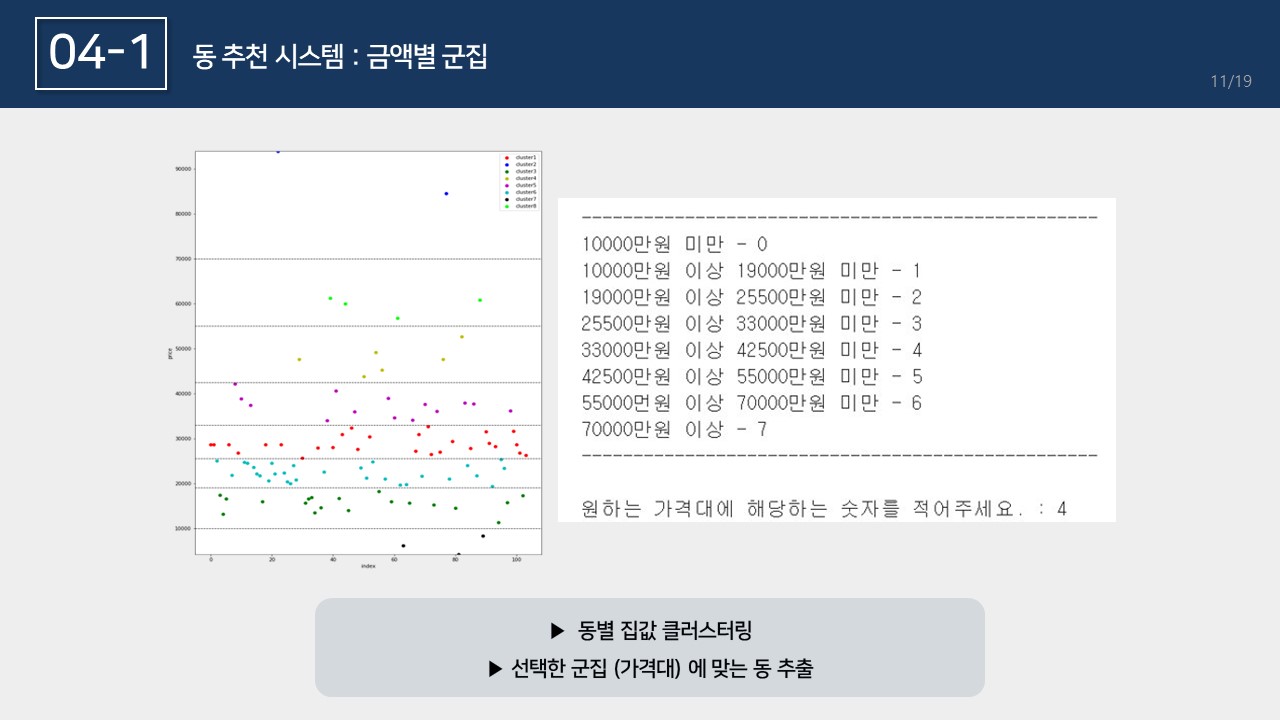 04-1
동 추천 시스템 : 금액별 군집
11/19
cluster1
cluster2
cluster3
cluster4
cluster5
cluster6
cluster7
cluster8
90000
80000
70000
60000
50000
40000
30000
20000
10000
price
0 20 40 60 80 100
index
--------------------------------------------------
10000만원 미만 - 0
10000만원 이상 19000만원 미만 - 1
19000만원 이상 25500만원 미만 - 2
25500만원 이상 33000만원 미만 - 3
33000만원 이상 42500만원 미만 - 4
42500만원 이상 55000만원 미만 - 5
55000먼원 이상 70000만원 미만 - 6
70000만원 이상 - 7
--------------------------------------------------
원하는 가격대에 해당하는 숫자를 적어주세요. : 4
▶ 동별 집값 클러스터링
▶ 선택한 군집 (가격대) 에 맞는 동 추출